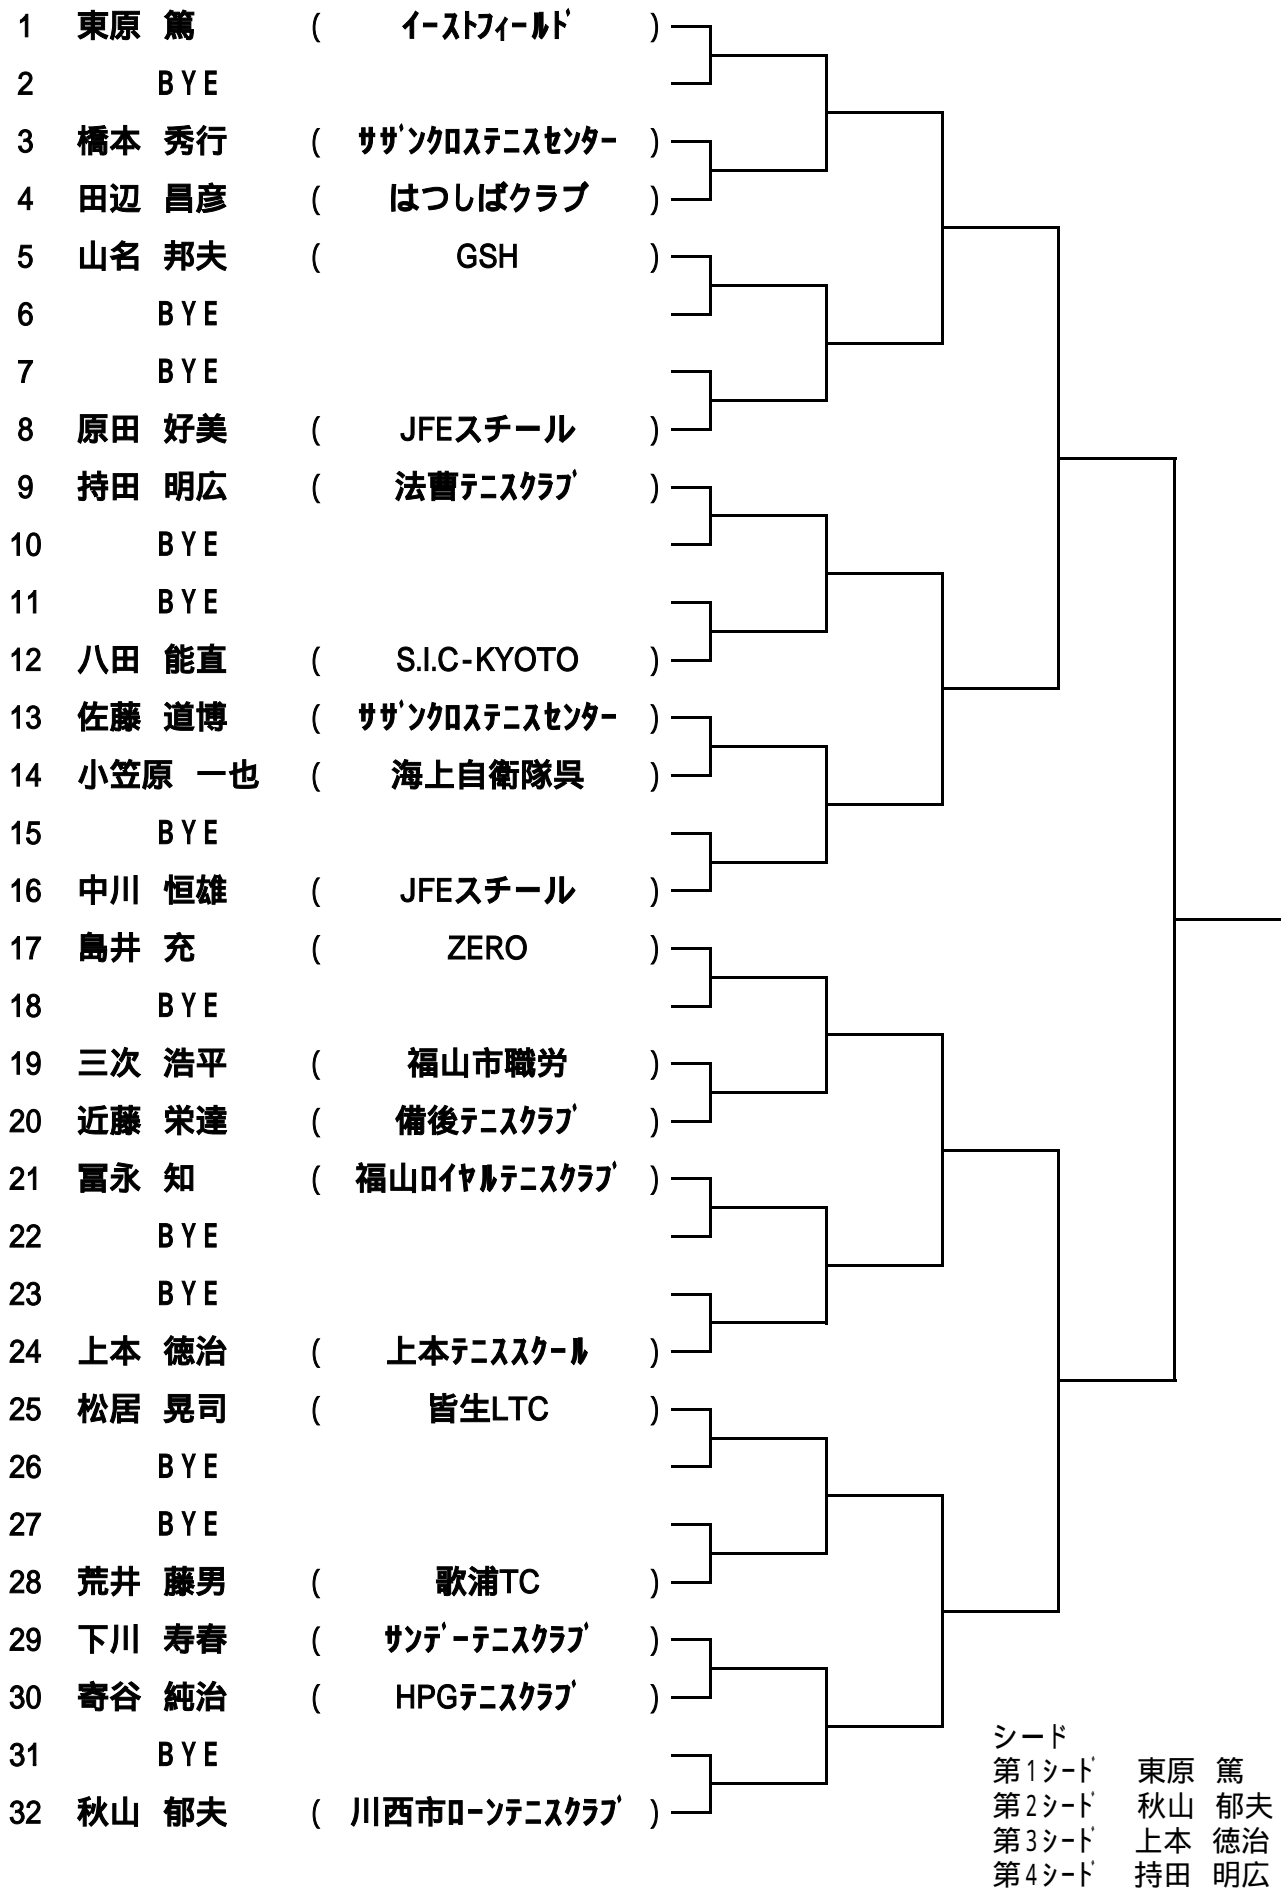 1 東原 篤 ( ｲｰｽﾄﾌｨｰﾙﾄﾞ )
2 BYE
3 橋本 秀行 ( ｻｻﾞﾝｸﾛｽﾃﾆｽｾﾝﾀｰ )
4 田辺 昌彦 ( はつしばクラブ )
5 山名 邦夫 ( GSH )
6 BYE
7 BYE
8 原田 好美 ( JFEスチール )
9 持田 明広 ( 法曹ﾃﾆｽｸﾗﾌﾞ )
10 BYE
11 BYE
12 八田 能直 ( S.I.C-KYOTO )
13 佐藤 道博 ( ｻｻﾞﾝｸﾛｽﾃﾆｽｾﾝﾀｰ )
14 小笠原 一也 ( 海上自衛隊呉 )
15 BYE
16 中川 恒雄 ( JFEスチール )
17 島井 充 ( ZERO )
18 BYE
19 三次 浩平 ( 福山市職労 )
20 近藤 栄達 ( 備後ﾃﾆｽｸﾗﾌﾞ )
21 冨永 知 ( 福山ﾛｲﾔﾙﾃﾆｽｸﾗﾌﾞ )
22 BYE
23 BYE
24 上本 徳治 ( 上本ﾃﾆｽｽｸｰﾙ )
25 松居 晃司 ( 皆生LTC )
26 BYE
27 BYE
28 荒井 藤男 ( 歌浦TC )
29 下川 寿春 ( ｻﾝﾃﾞｰﾃﾆｽｸﾗﾌﾞ )
30 寄谷 純治 ( HPGﾃﾆｽｸﾗﾌﾞ )
31 BYE
32 秋山 郁夫 ( 川西市ﾛｰﾝﾃﾆｽｸﾗﾌﾞ )
シード
第1ｼｰﾄﾞ 東原 篤
第2ｼｰﾄﾞ 秋山 郁夫
第3ｼｰﾄﾞ 上本 徳治
第4ｼｰﾄﾞ 持田 明広